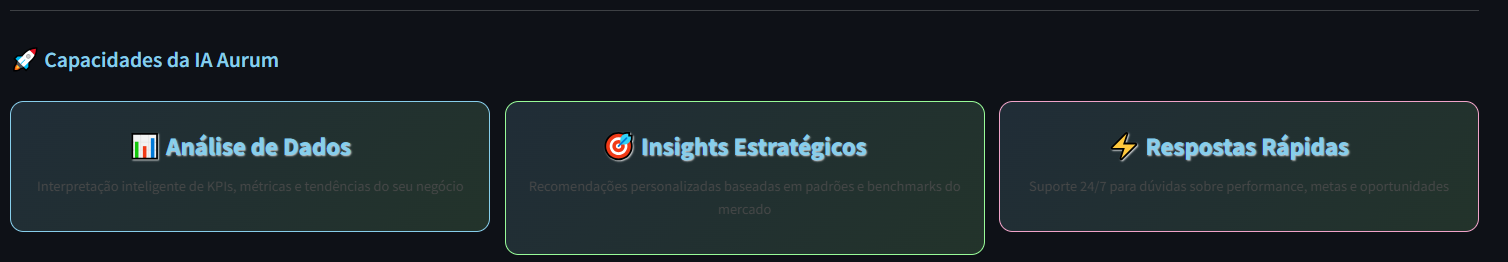 🚀 Capacidades da IA Aurum
📊 Análise de Dados
Interpretação inteligente de KPIs, métricas e tendências do seu negócio
🎯 Insights Estratégicos
Recomendações personalizadas baseadas em padrões e benchmarks do
mercado
⚡ Respostas Rápidas
Suporte 24/7 para dúvidas sobre performance, metas e oportunidades